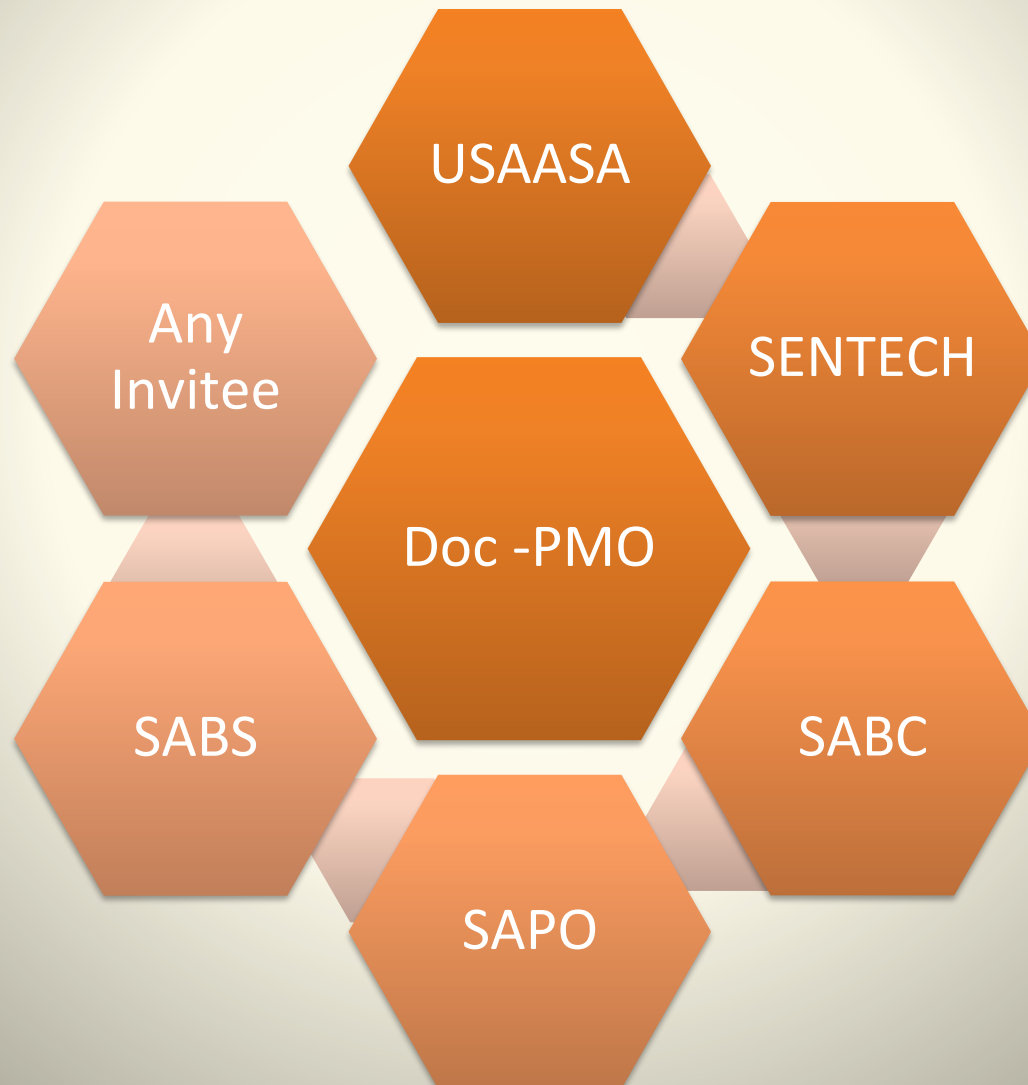 USAASA
SENTECH
SABC
SAPO
SABS
Any
Invitee
Doc -PMO